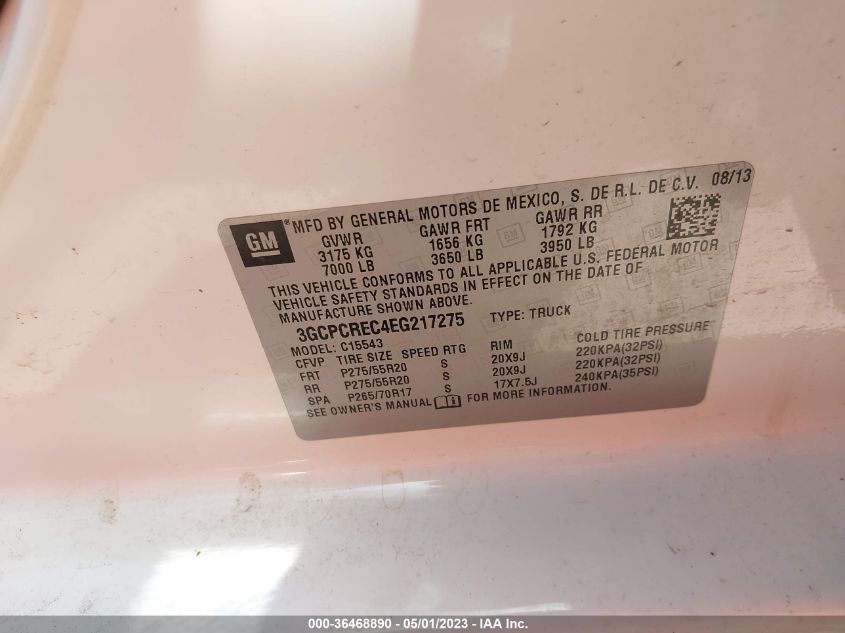 GM
® MFD BY GENERAL MOTORS DE MEXICO, S. DE R.L. DE C.V. 08/13
GVWR GAWR FRT GAWR RR
3175 KG 1656 KG 1792 KG
7000 LB 3650 LB 3950 LB
THIS VEHICLE CONFORMS TO ALL APPLICABLE U.S. FEDERAL MOTOR
VEHICLE SAFETY STANDARDS IN EFFECT ON THE DATE OF
MANUFACTURE SHOWN ABOVE.
3GCPCREC4EG217275 TYPE: TRUCK
MODEL: C15543
CFVP TIRE SIZE SPEED RTG RIM COLD TIRE PRESSURE
FRT P275/55R20 S 20X9J 220KPA(32PSI)
RR P275/55R20 S 20X9J 220KPA(32PSI)
SPA P265/70R17 S 17X7.5J 240KPA(35PSI)
SEE OWNER'S MANUAL FOR MORE INFORMATION.
000-36468890 - 05/01/2023 - IAA Inc.